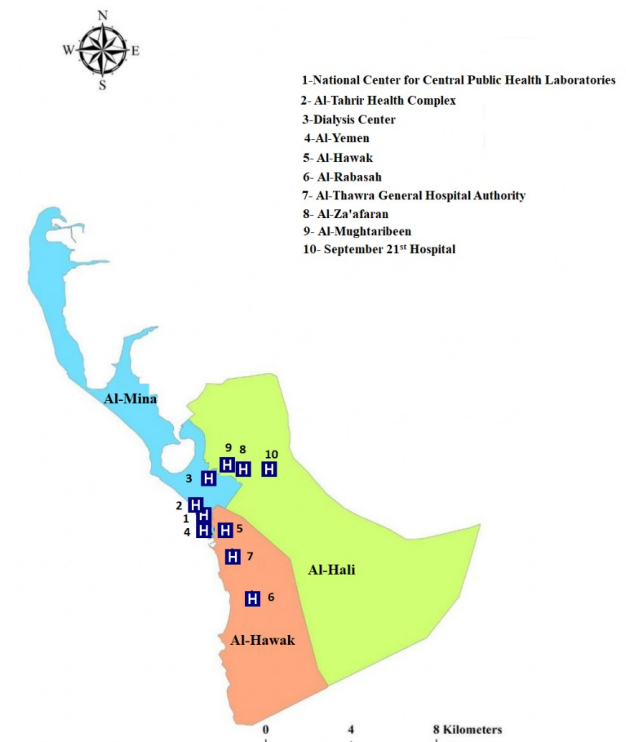 N
W E
S
1-National Center for Central Public Health Laboratories
2- Al-Tahrir Health Complex
3-Dialysis Center
4-Al-Yemen
5- Al-Hawak
6- Al-Rabasah
7- Al-Thawra General Hospital Authority
8- Al-Za'afaran
9- Al-Mughtaribeen
10- September 21st Hospital
Al-Mina
9 8 10
H H H
3 H
2 H
1 H
4 H H 5
H 7
Al-Hali
H 6
Al-Hawak
0 4 8 Kilometers